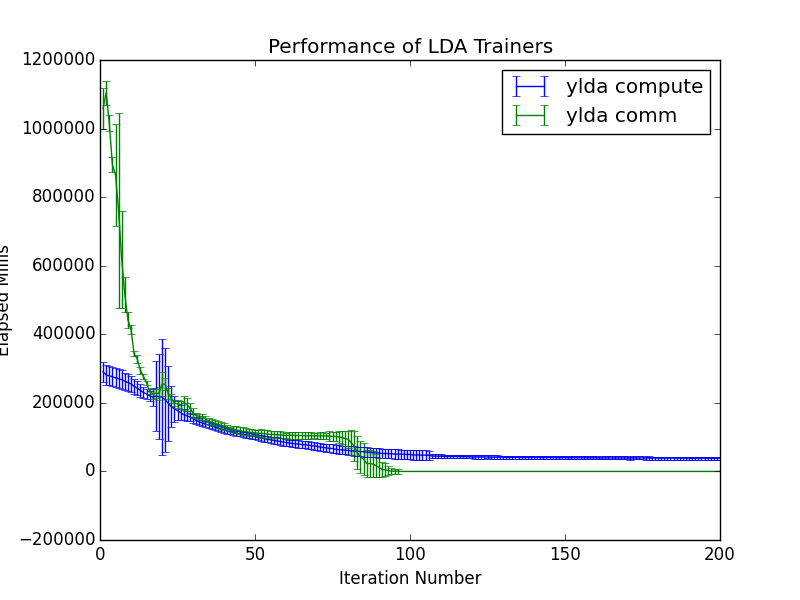 Performance of LDA Trainers
1200000
1000000
800000
600000
400000
200000
0
−200000
Elapsed Millis
ylda compute
ylda comm
0
50
100
150
200
Iteration Number